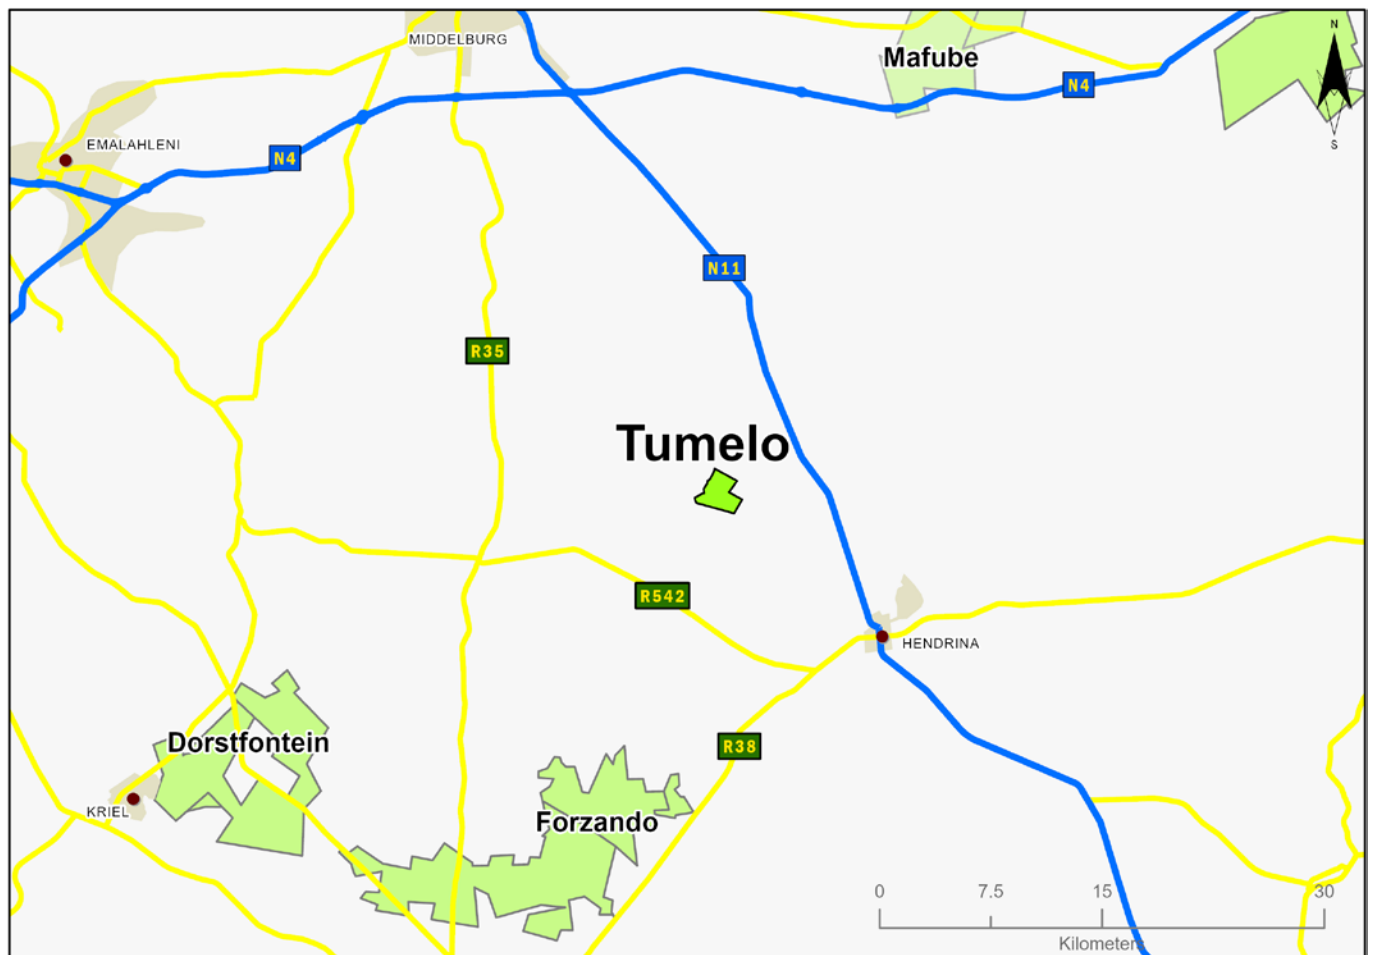 MIDDELBURG
Mafube
N
N4
S
EMALAHLENI
N4
N11
R35
Tumelo
R542
HENDRINA
Dorstfontein
R38
KRIEL
Forzando
0 7.5 15 30
Kilometers